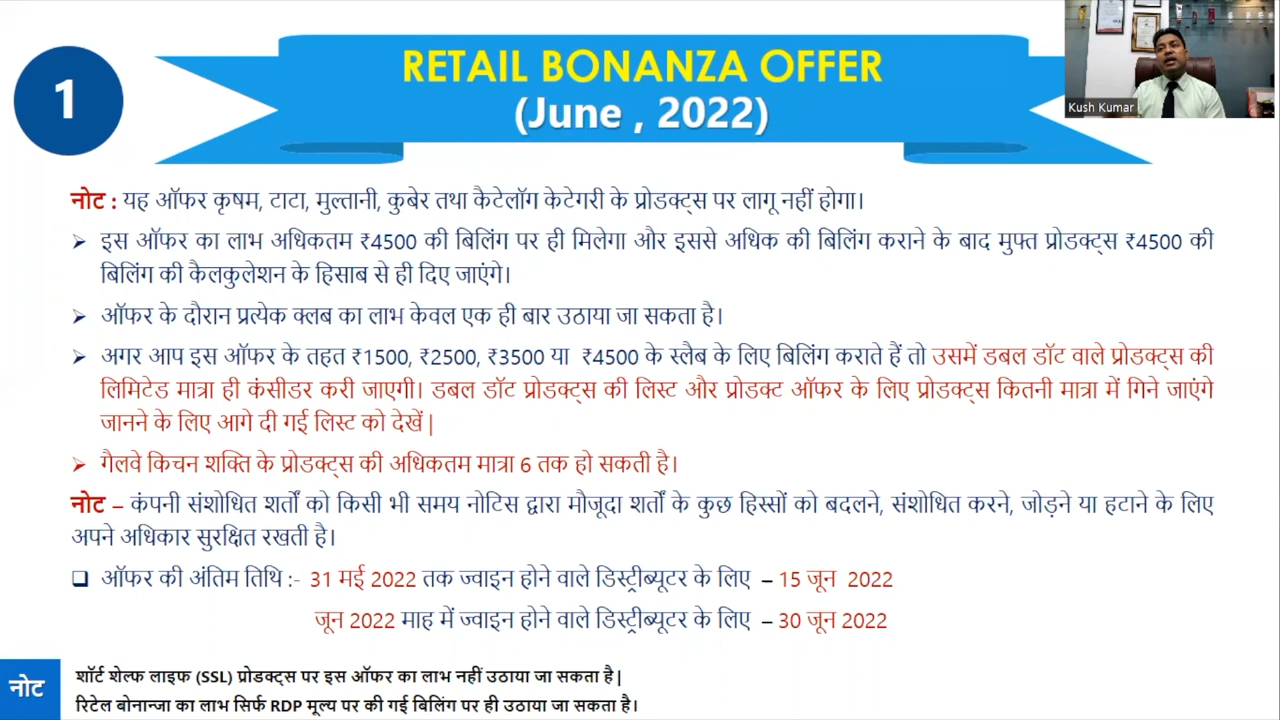 1
RETAIL BONANZA OFFER
(June , 2022)
Kush Kumar
नोट : यह ऑफर कृषम, टाटा, मुल्तानी, कुबेर तथा कैटेलॉग केटेगरी के प्रोडक्ट्स पर लागू नहीं होगा।
➢ इस ऑफर का लाभ अधिकतम ₹4500 की बिलिंग पर ही मिलेगा और इससे अधिक की बिलिंग कराने के बाद मुफ्त प्रोडक्ट्स ₹4500 की
बिलिंग की कैलकुलेशन के हिसाब से ही दिए जाएंगे।
➢ ऑफर के दौरान प्रत्येक क्लब का लाभ केवल एक ही बार उठाया जा सकता है।
➢ अगर आप इस ऑफर के तहत ₹1500, ₹2500, ₹3500 या ₹4500 के स्लैब के लिए बिलिंग कराते हैं तो उसमें डबल डॉट वाले प्रोडक्ट्स की
लिमिटेड मात्रा ही कंसीडर करी जाएगी। डबल डॉट प्रोडक्ट्स की लिस्ट और प्रोडक्ट ऑफर के लिए प्रोडक्ट्स कितनी मात्रा में गिने जाएंगे
जानने के लिए आगे दी गई लिस्ट को देखें |
➢ गैलवे किचन शक्ति के प्रोडक्ट्स की अधिकतम मात्रा 6 तक हो सकती है।
नोट – कंपनी संशोधित शर्तों को किसी भी समय नोटिस द्वारा मौजूदा शर्तों के कुछ हिस्सों को बदलने, संशोधित करने, जोड़ने या हटाने के लिए
अपने अधिकार सुरक्षित रखती है।
❑ ऑफर की अंतिम तिथि :- 31 मई 2022 तक ज्वाइन होने वाले डिस्ट्रीब्यूटर के लिए – 15 जून 2022
जून 2022 माह में ज्वाइन होने वाले डिस्ट्रीब्यूटर के लिए – 30 जून 2022
नोट
शॉर्ट शेल्फ लाइफ (SSL) प्रोडक्ट्स पर इस ऑफर का लाभ नहीं उठाया जा सकता है |
रिटेल बोनान्जा का लाभ सिर्फ RDP मूल्य पर की गई बिलिंग पर ही उठाया जा सकता है।